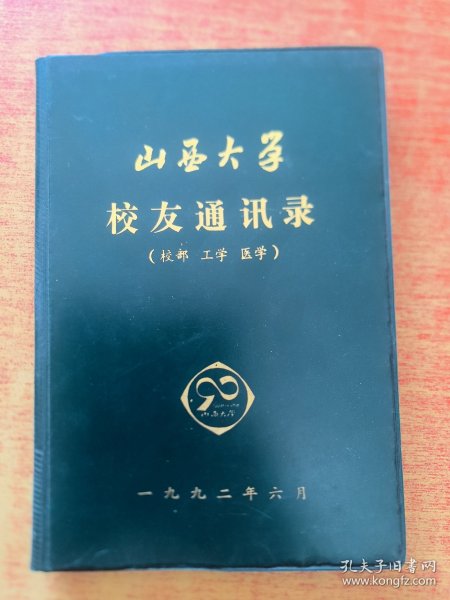 山西大学
校友通讯录
(校部 工学 医学)
90
山西大学
一九九二年六月
孔夫子旧书网
www.kongfz.com